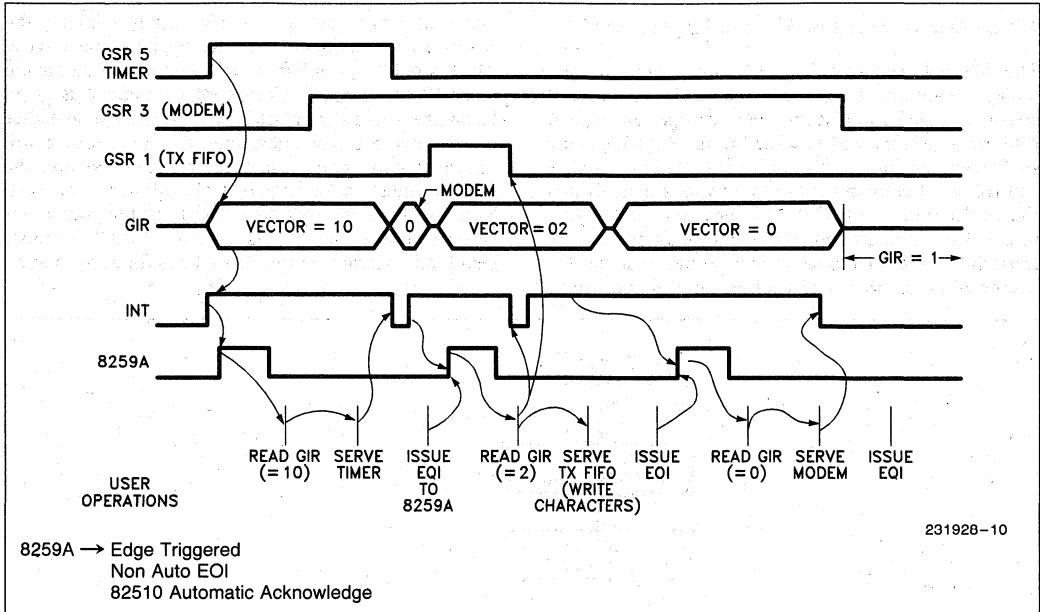 GSR 5
TIMER
GSR 3 (MODEM)
GSR 1 (TX FIFO)
MODEM
GIR
VECTOR = 10
0
VECTOR = 02
VECTOR = 0
GIR = 1
INT
8259A
USER
OPERATIONS
READ GIR
(=10)
SERVE
TIMER
ISSUE
EQI
TO
8259A
READ GIR
(=2)
SERVE
TX FIFO
(WRITE
CHARACTERS)
ISSUE
EOI
READ GIR
(=0)
SERVE
MODEM
ISSUE
EQI
231928-10
8259A → Edge Triggered
Non Auto EOI
82510 Automatic Acknowledge